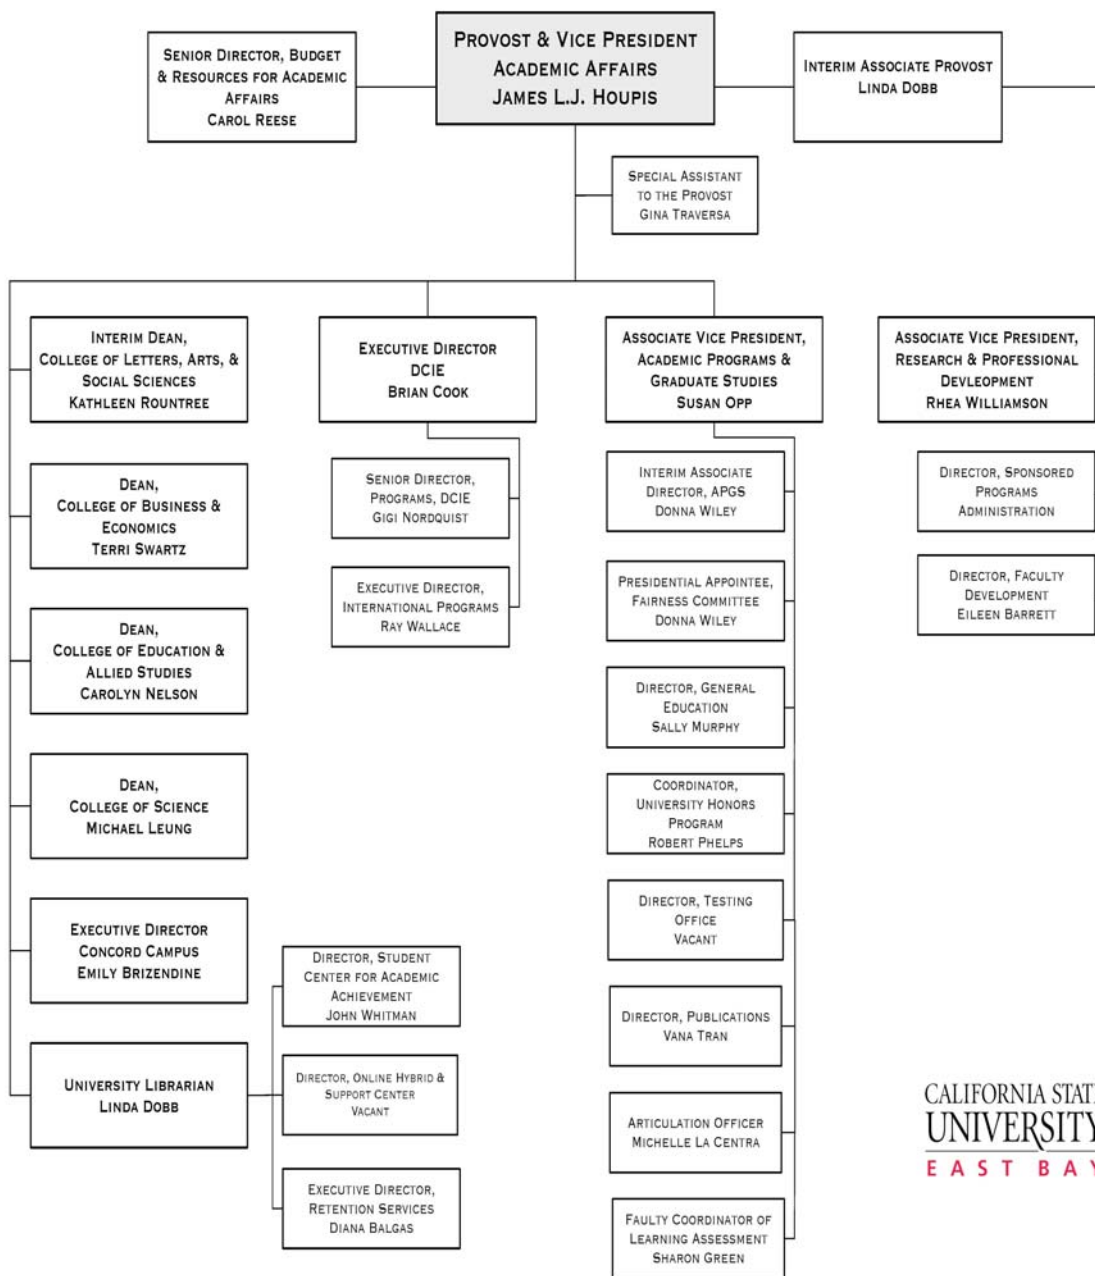 Senior Director, Budget
& Resources for Academic
Affairs
Carol Reese
Provost & Vice President
Academic Affairs
James L.J. Houpis
Interim Associate Provost
Linda Dobb
Special Assistant
to the Provost
Gina Traversa
Interim Dean,
College of Letters, Arts, &
Social Sciences
Kathleen Rountree
Dean,
College of Business &
Economics
Terri Swartz
Dean,
College of Education &
Allied Studies
Carolyn Nelson
Dean,
College of Science
Michael Leung
Executive Director
Concord Campus
Emily Brizendine
University Librarian
Linda Dobb
Director, Student
Center for Academic
Achievement
John Whitman
Director, Online Hybrid &
Support Center
Vacant
Executive Director,
Retention Services
Diana Balgas
Executive Director
DCIE
Brian Cook
Senior Director,
Programs, DCIE
Gigi Nordquist
Executive Director,
International Programs
Ray Wallace
Associate Vice President,
Academic Programs &
Graduate Studies
Susan Opp
Interim Associate
Director, APGS
Donna Wiley
Presidential Appointee,
Fairness Committee
Donna Wiley
Director, General
Education
Sally Murphy
Coordinator,
University Honors
Program
Robert Phelps
Director, Testing
Office
Vacant
Director, Publications
Vana Tran
Articulation Officer
Michelle La Centra
Faulty Coordinator of
Learning Assessment
Sharon Green
Associate Vice President,
Research & Professional
Devleopment
Rhea Williamson
Director, Sponsored
Programs
Administration
Director, Faculty
Development
Eileen Barrett
CALIFORNIA STATE
UNIVERSITY
EAST BAY